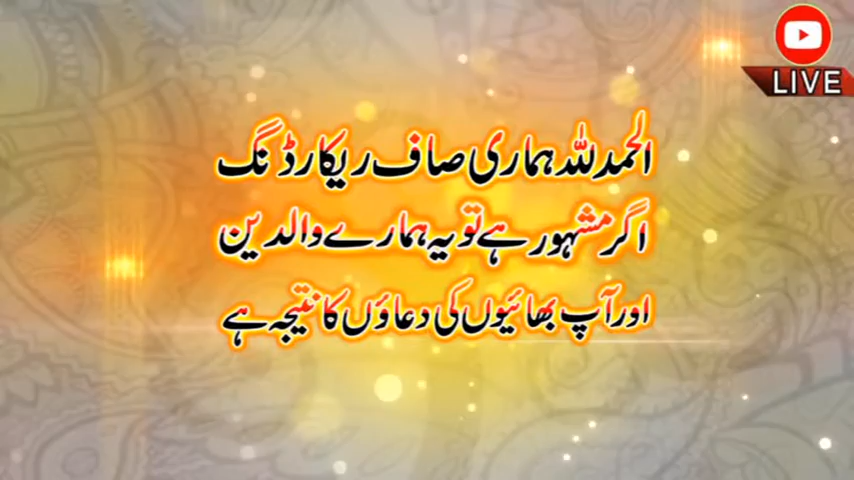 LIVE
الحمدللہ ہماری صاف ریکارڈنگ
اگر مشہور ہے تو یہ ہمارے والدین
اور آپ بھائیوں کی دعاؤں کا نتیجہ ہے